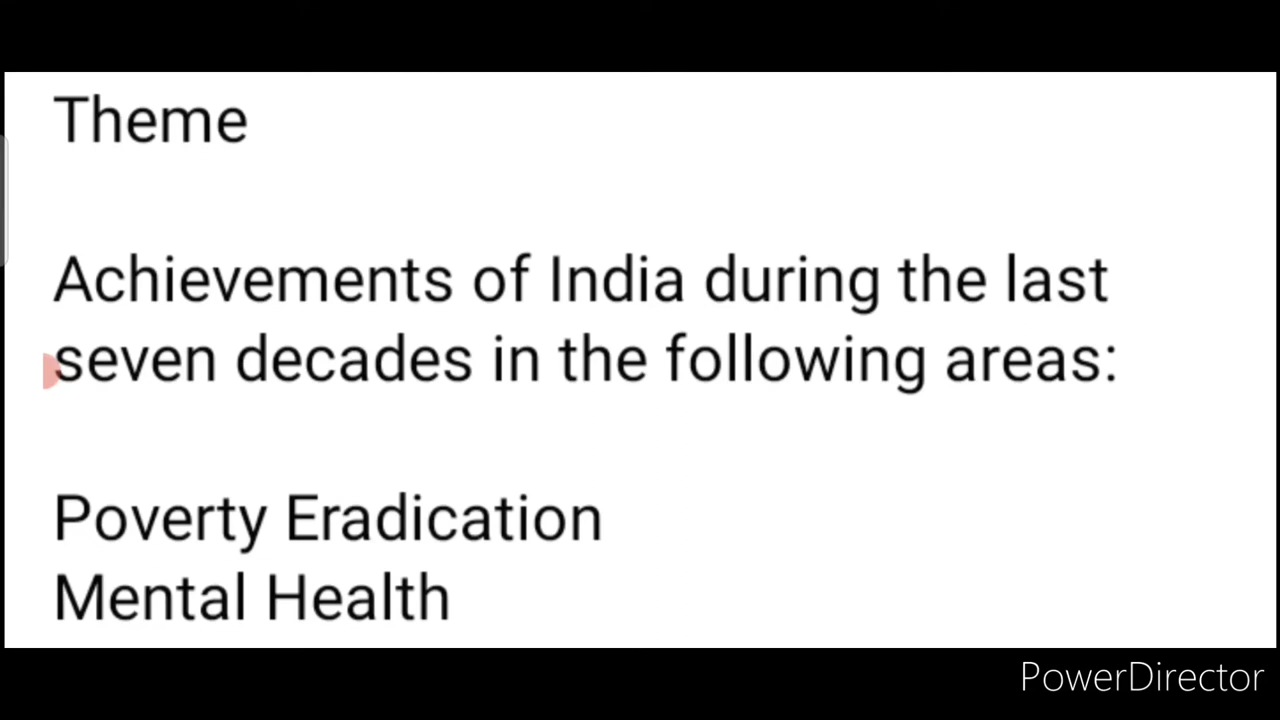 Theme
Achievements of India during the last
seven decades in the following areas:
Poverty Eradication
Mental Health
PowerDirector